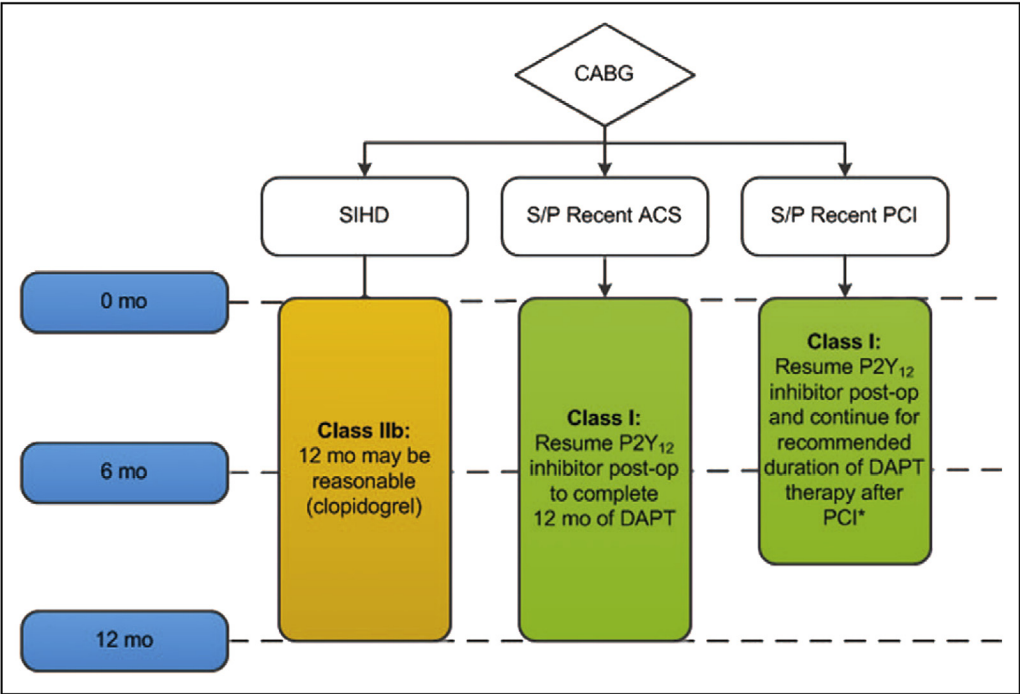 CABG
SIHD
S/P Recent ACS
S/P Recent PCI
0 mo
6 mo
12 mo
Class IIb:
12 mo may be
reasonable
(clopidogrel)
Class I:
Resume P2Y₁₂
inhibitor post-op
to complete
12 mo of DAPT
Class I:
Resume P2Y₁₂
inhibitor post-op
and continue for
recommended
duration of DAPT
therapy after
PCI*